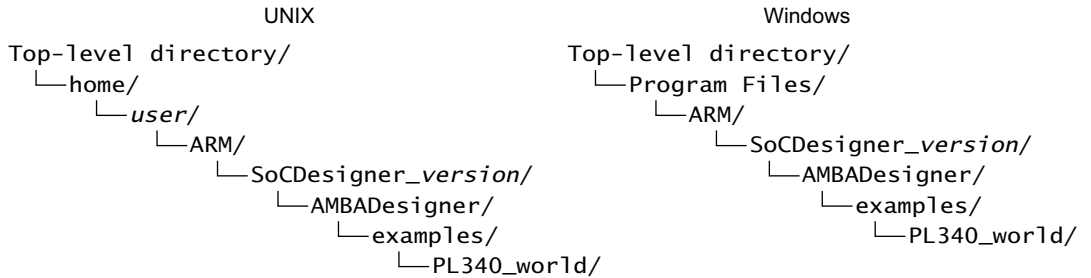 UNIX
Top-level directory/
home/
user/
ARM/
SoCDesigner_version/
AMBADesigner/
examples/
PL340_world/
Windows
Top-level directory/
Program Files/
ARM/
SoCDesigner_version/
AMBADesigner/
examples/
PL340_world/